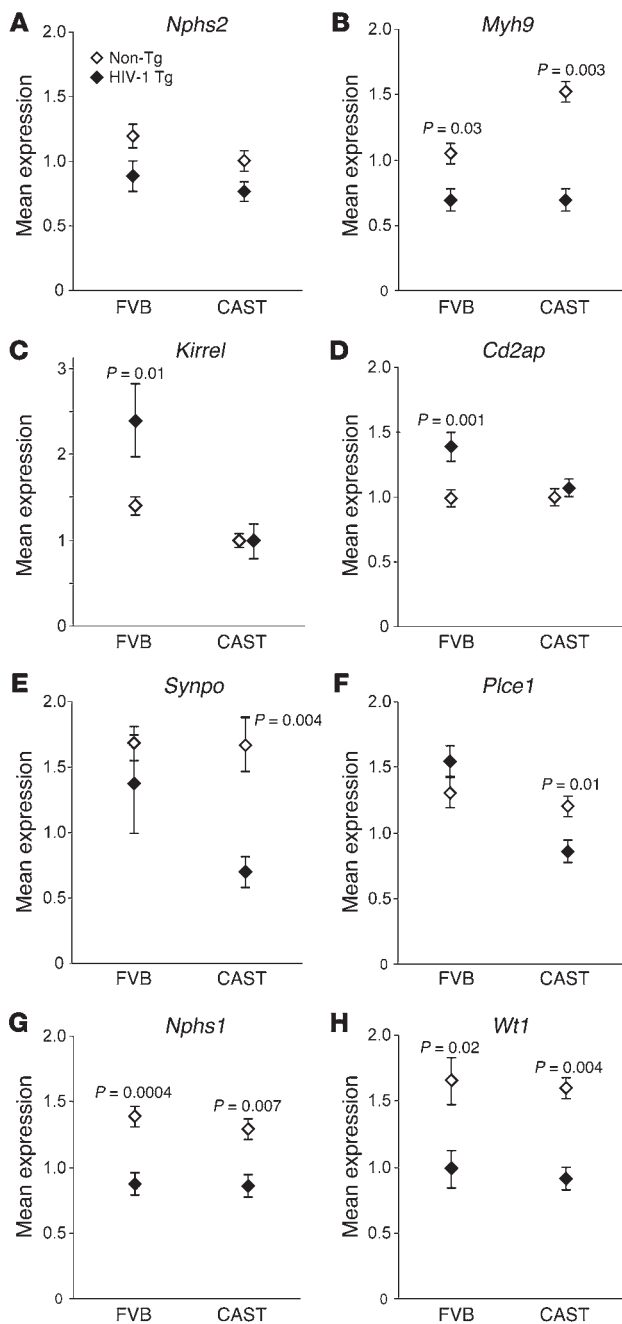 A Nphs2
2.0
Non-Tg
HIV-1 Tg
1.5
1.0
0.5
0
Mean expression
FVB CAST
B Myh9
2.0
P = 0.003
1.5
P = 0.03
1.0
0.5
0
Mean expression
FVB CAST
C Kirrel
3
P = 0.01
2
1
0
Mean expression
FVB CAST
D Cd2ap
2.0
P = 0.001
1.5
1.0
0.5
0
Mean expression
FVB CAST
E Synpo
2.0
P = 0.004
1.5
1.0
0.5
0
Mean expression
FVB CAST
F Plce1
2.0
1.5
P = 0.01
1.0
0.5
0
Mean expression
FVB CAST
G Nphs1
2.0
P = 0.0004
P = 0.007
1.5
1.0
0.5
0
Mean expression
FVB CAST
H Wt1
2.0
P = 0.02
P = 0.004
1.5
1.0
0.5
0
Mean expression
FVB CAST